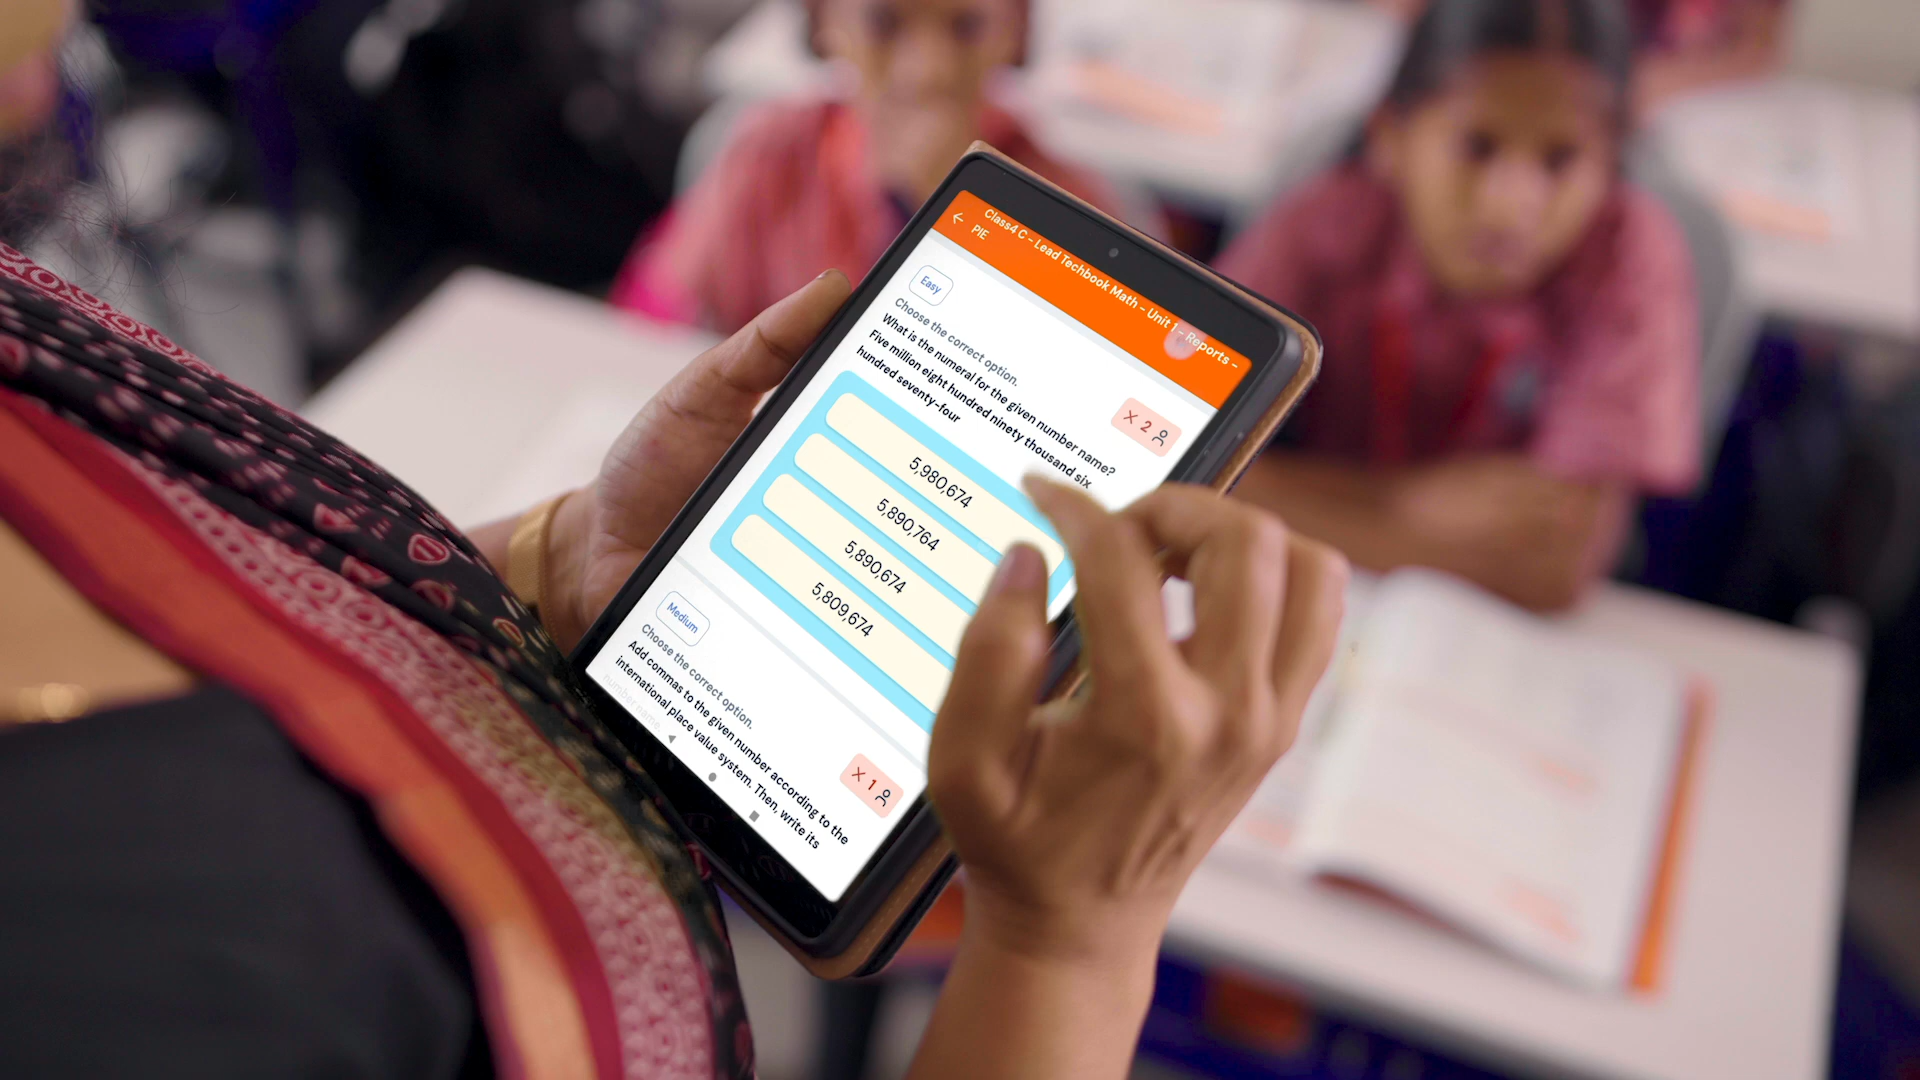 Class4 C - Lead Techbook Math - Unit 1 - Reports -
PIE
Easy
× 2
Choose the correct option.
What is the numeral for the given number name?
Five million eight hundred ninety thousand six
hundred seventy-four
5,980,674
5,890,764
5,890,674
5,809,674
Medium
× 1
Choose the correct option.
Add commas to the given number according to the
international place value system. Then, write its
number name.